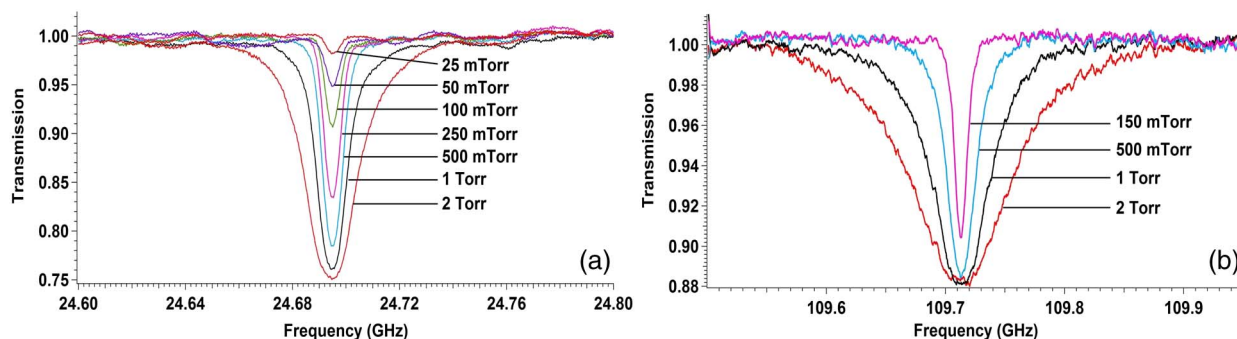 1.00
0.95
0.90
0.85
0.80
0.75
Transmission
25 mTorr
50 mTorr
100 mTorr
250 mTorr
500 mTorr
1 Torr
2 Torr
(a)
24.60 24.64 24.68 24.72 24.76 24.80
Frequency (GHz)
1.00
0.98
0.96
0.94
0.92
0.90
0.88
Transmission
150 mTorr
500 mTorr
1 Torr
2 Torr
(b)
109.6 109.7 109.8 109.9
Frequency (GHz)